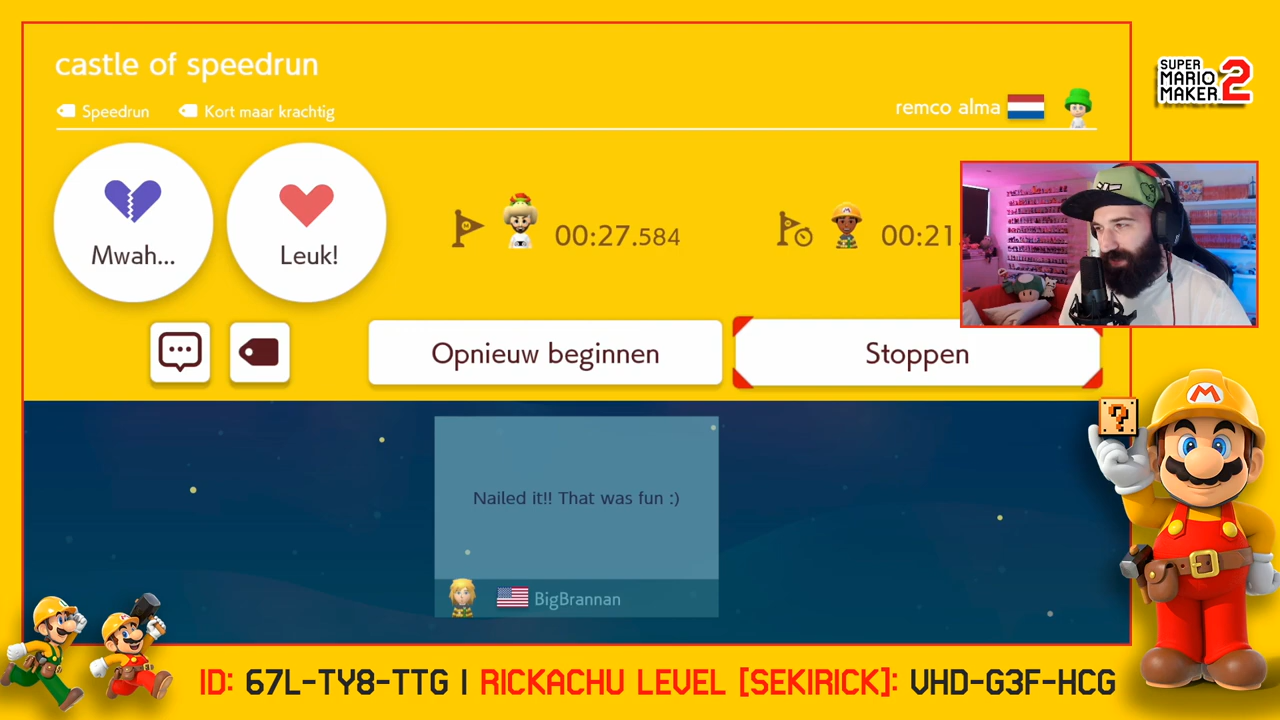 castle of speedrun
Speedrun Kort maar krachtig
remco alma
SUPER
MARIO
MAKER 2
Mwah...
Leuk!
00:27.584
00:21
Opnieuw beginnen
Stoppen
Nailed it!! That was fun :)
BigBrannan
ID: 67L-TY8-TTG | RICKACHU LEVEL [SEKIRICK]: VHD-G3F-HCG